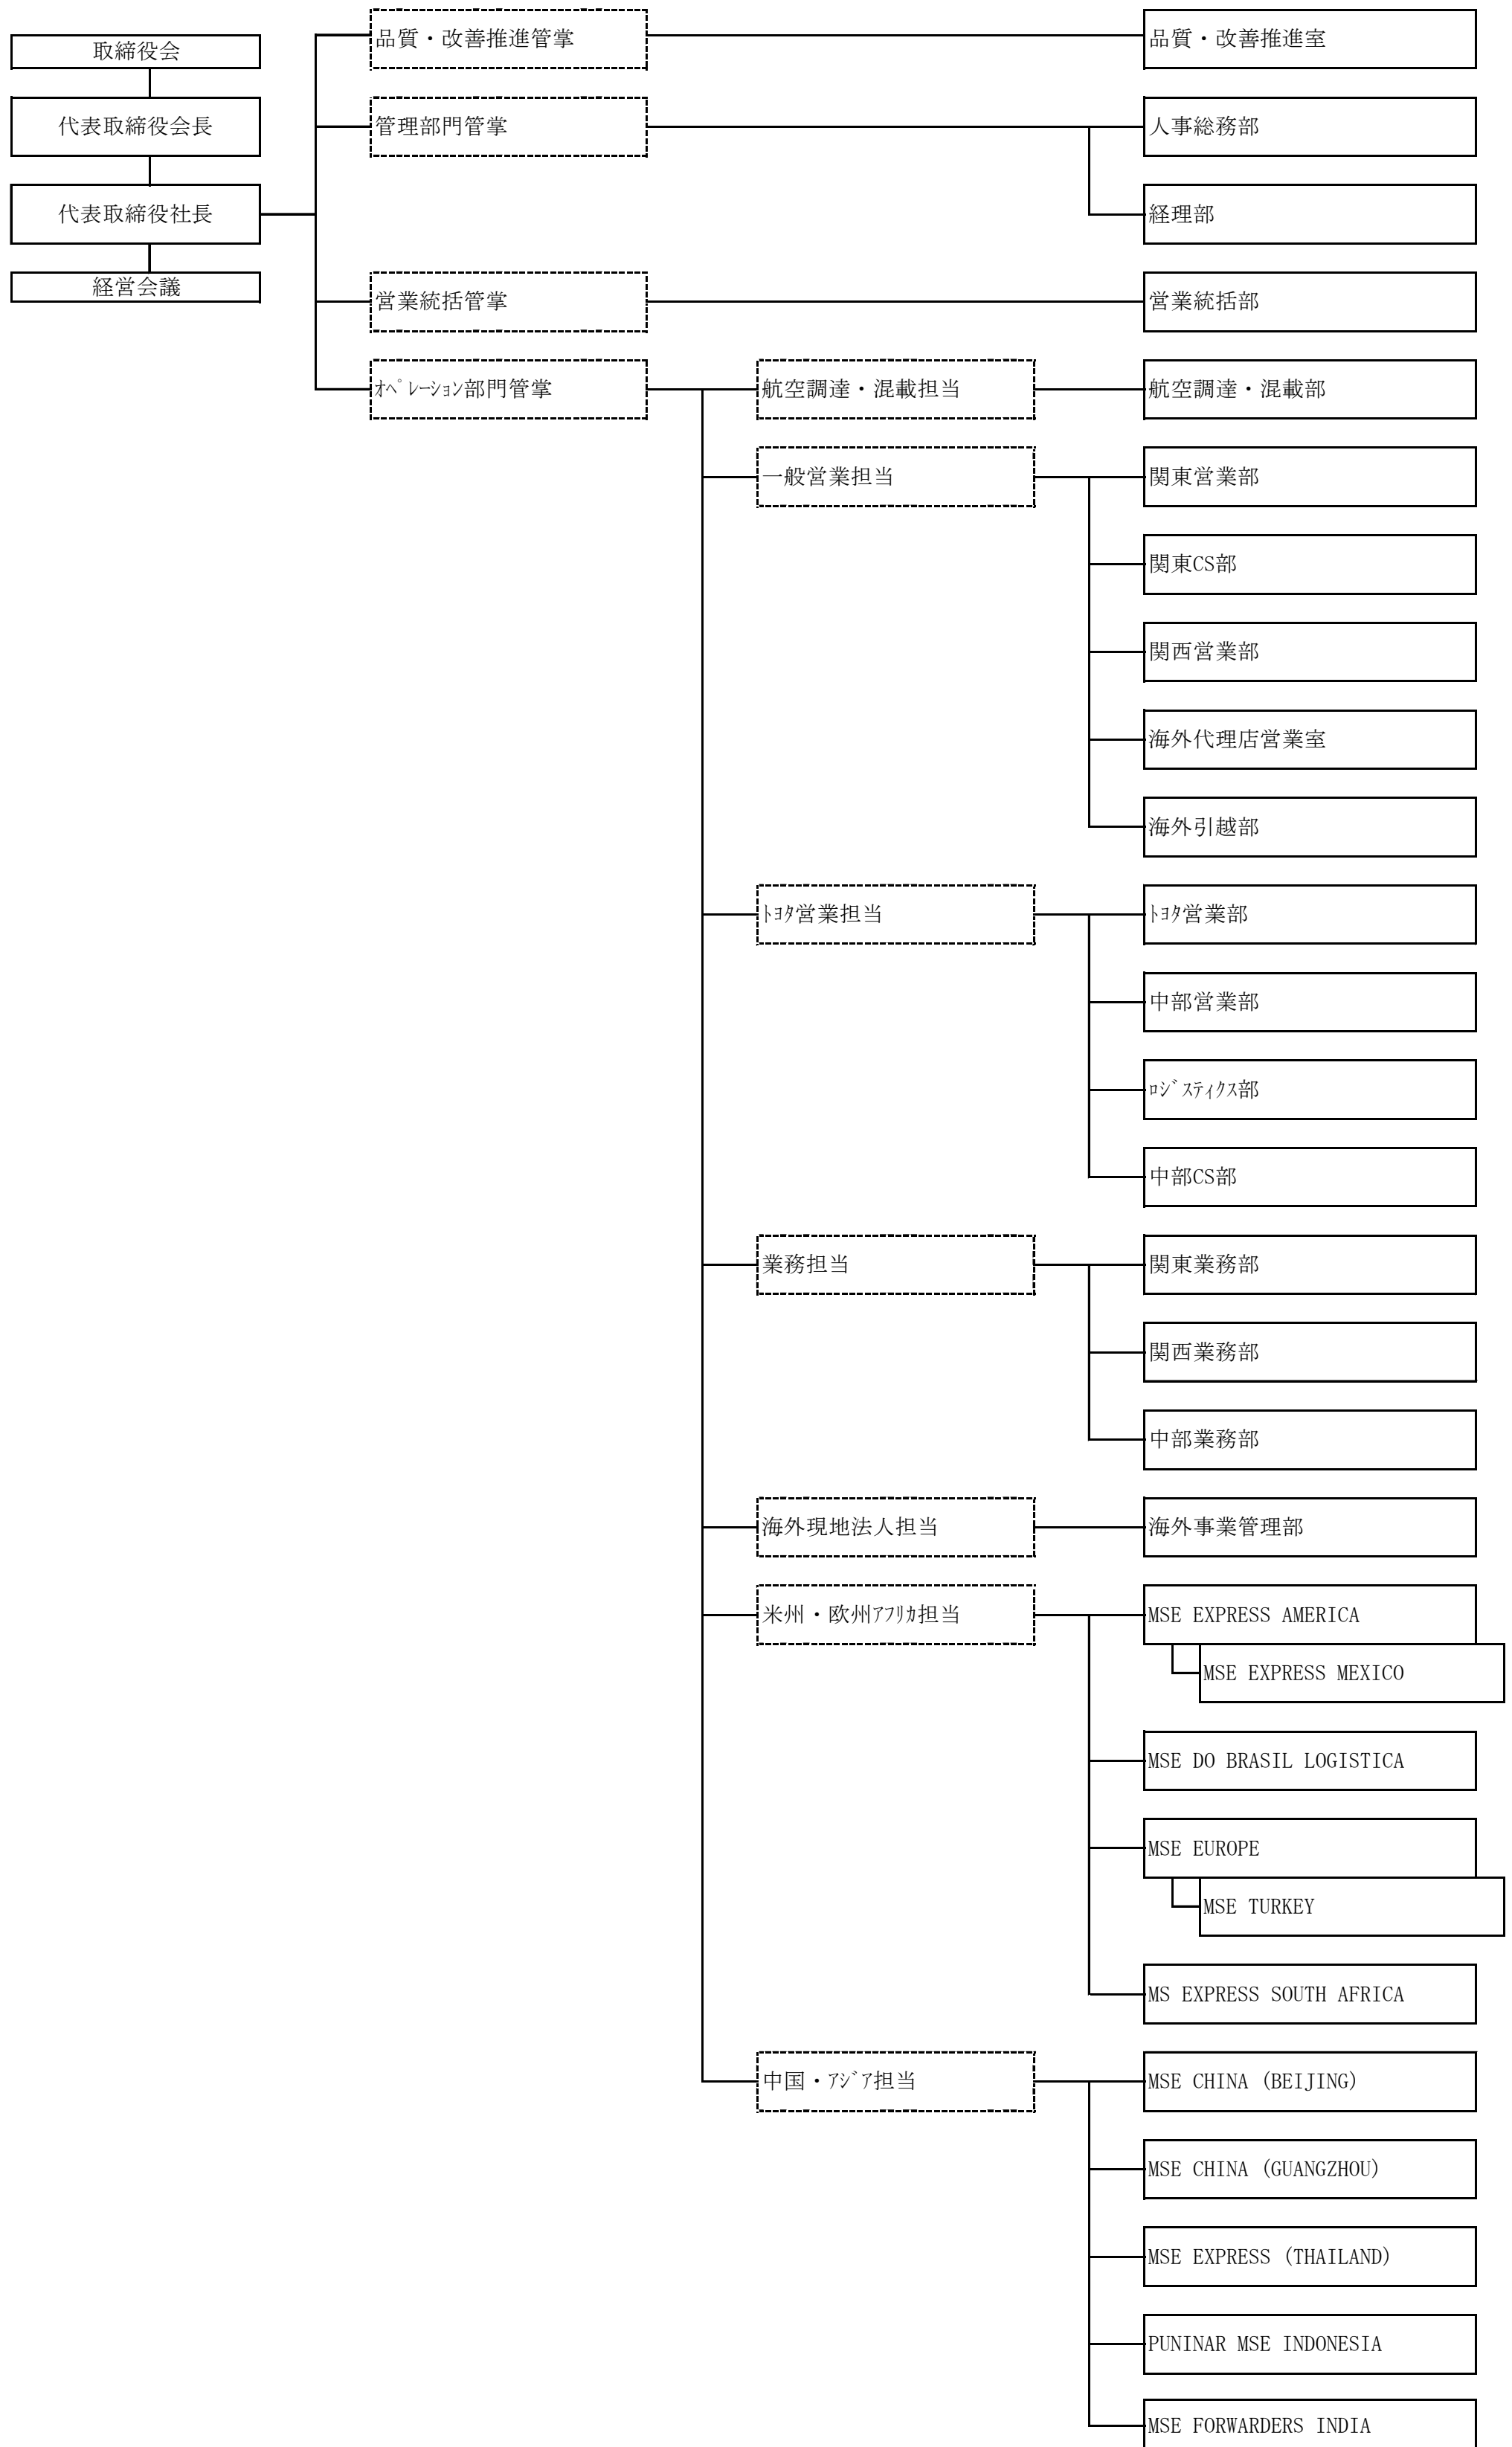 取締役会
代表取締役会長
代表取締役社長
経営会議
品質・改善推進管掌
品質・改善推進室
管理部門管掌
人事総務部
経理部
営業統括管掌
営業統括部
ｵﾍﾟﾚｰｼｮﾝ部門管掌
航空調達・混載担当
航空調達・混載部
一般営業担当
関東営業部
関東CS部
関西営業部
海外代理店営業室
海外引越部
ﾄﾖﾀ営業担当
ﾄﾖﾀ営業部
中部営業部
ﾛｼﾞｽﾃｨｸｽ部
中部CS部
業務担当
関東業務部
関西業務部
中部業務部
海外現地法人担当
海外事業管理部
米州・欧州ｱﾌﾘｶ担当
MSE EXPRESS AMERICA
MSE EXPRESS MEXICO
MSE DO BRASIL LOGISTICA
MSE EUROPE
MSE TURKEY
MS EXPRESS SOUTH AFRICA
中国・ｱｼﾞｱ担当
MSE CHINA (BEIJING)
MSE CHINA (GUANGZHOU)
MSE EXPRESS (THAILAND)
PUNINAR MSE INDONESIA
MSE FORWARDERS INDIA